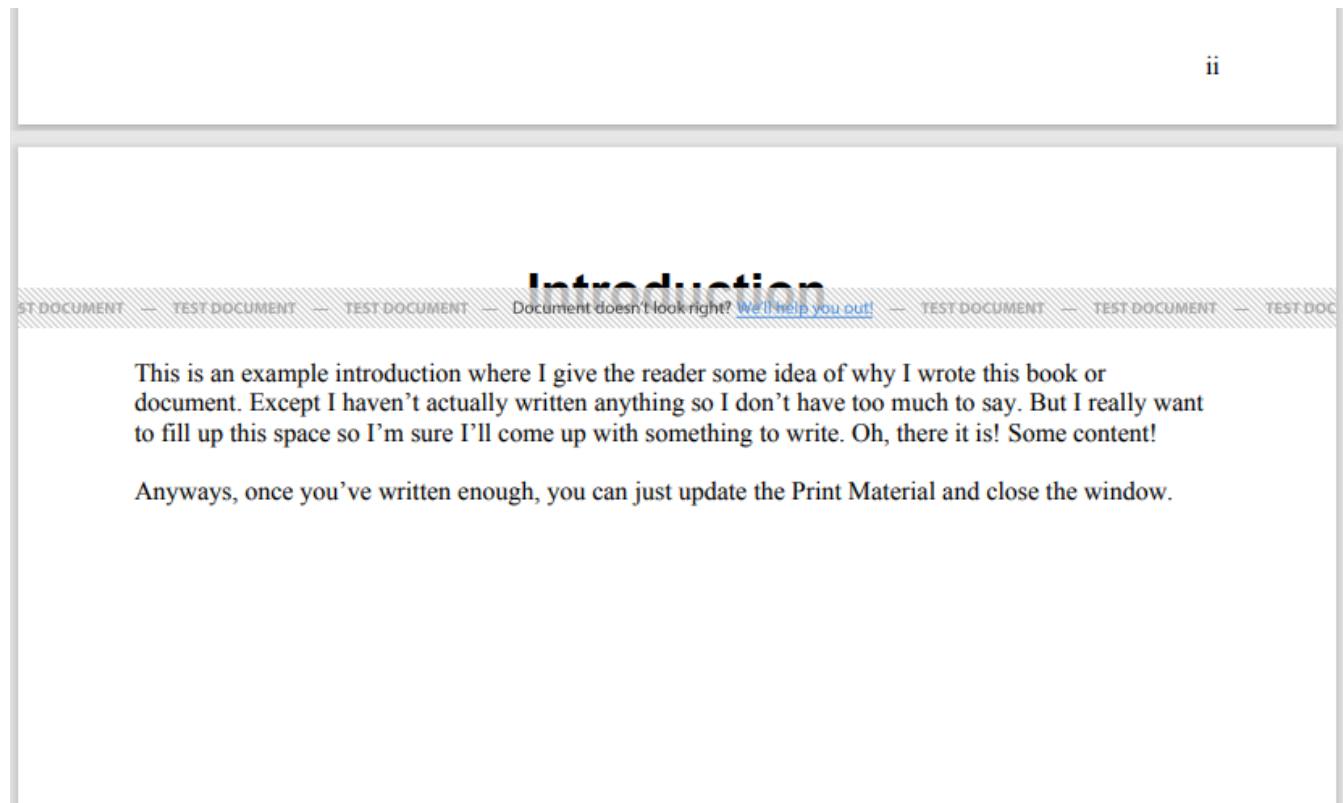 ii
Introduction
ST DOCUMENT — TEST DOCUMENT — TEST DOCUMENT — Document doesn't look right? We'll help you out! — TEST DOCUMENT — TEST DOCUMENT — TEST DOC
This is an example introduction where I give the reader some idea of why I wrote this book or
document. Except I haven’t actually written anything so I don’t have too much to say. But I really want
to fill up this space so I’m sure I’ll come up with something to write. Oh, there it is! Some content!
Anyways, once you’ve written enough, you can just update the Print Material and close the window.